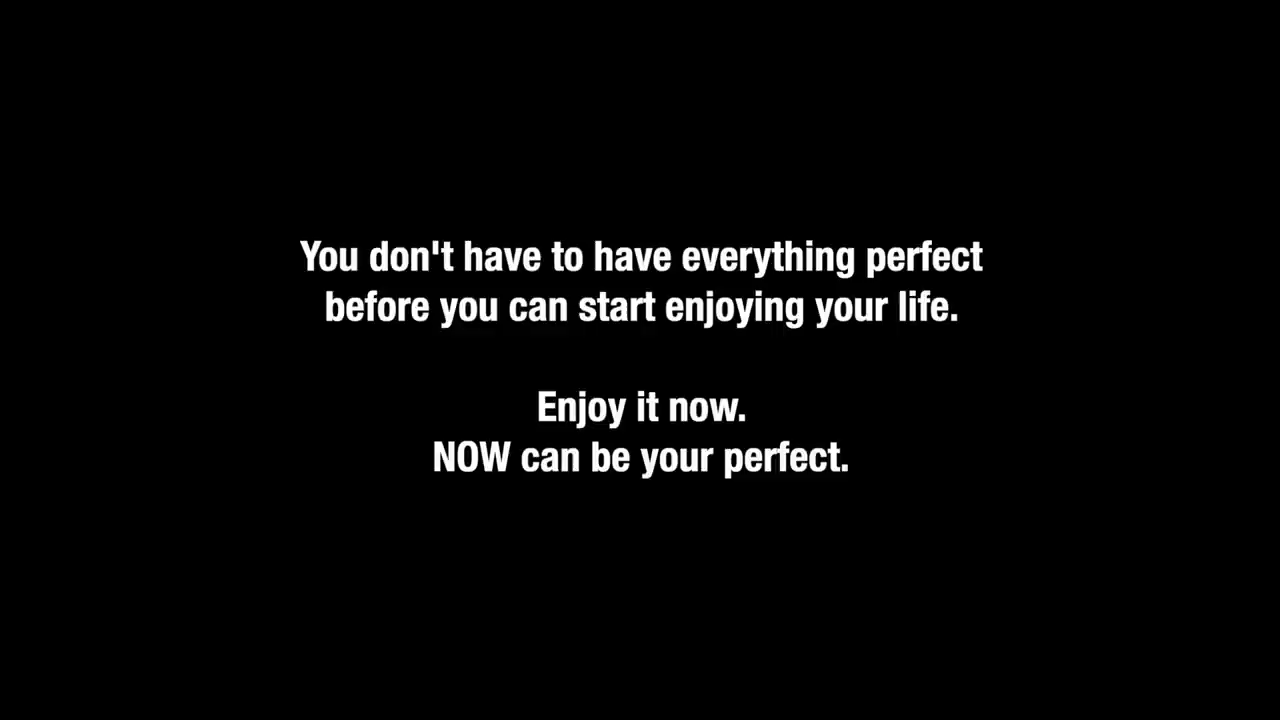 You don't have to have everything perfect
before you can start enjoying your life.
Enjoy it now.
NOW can be your perfect.